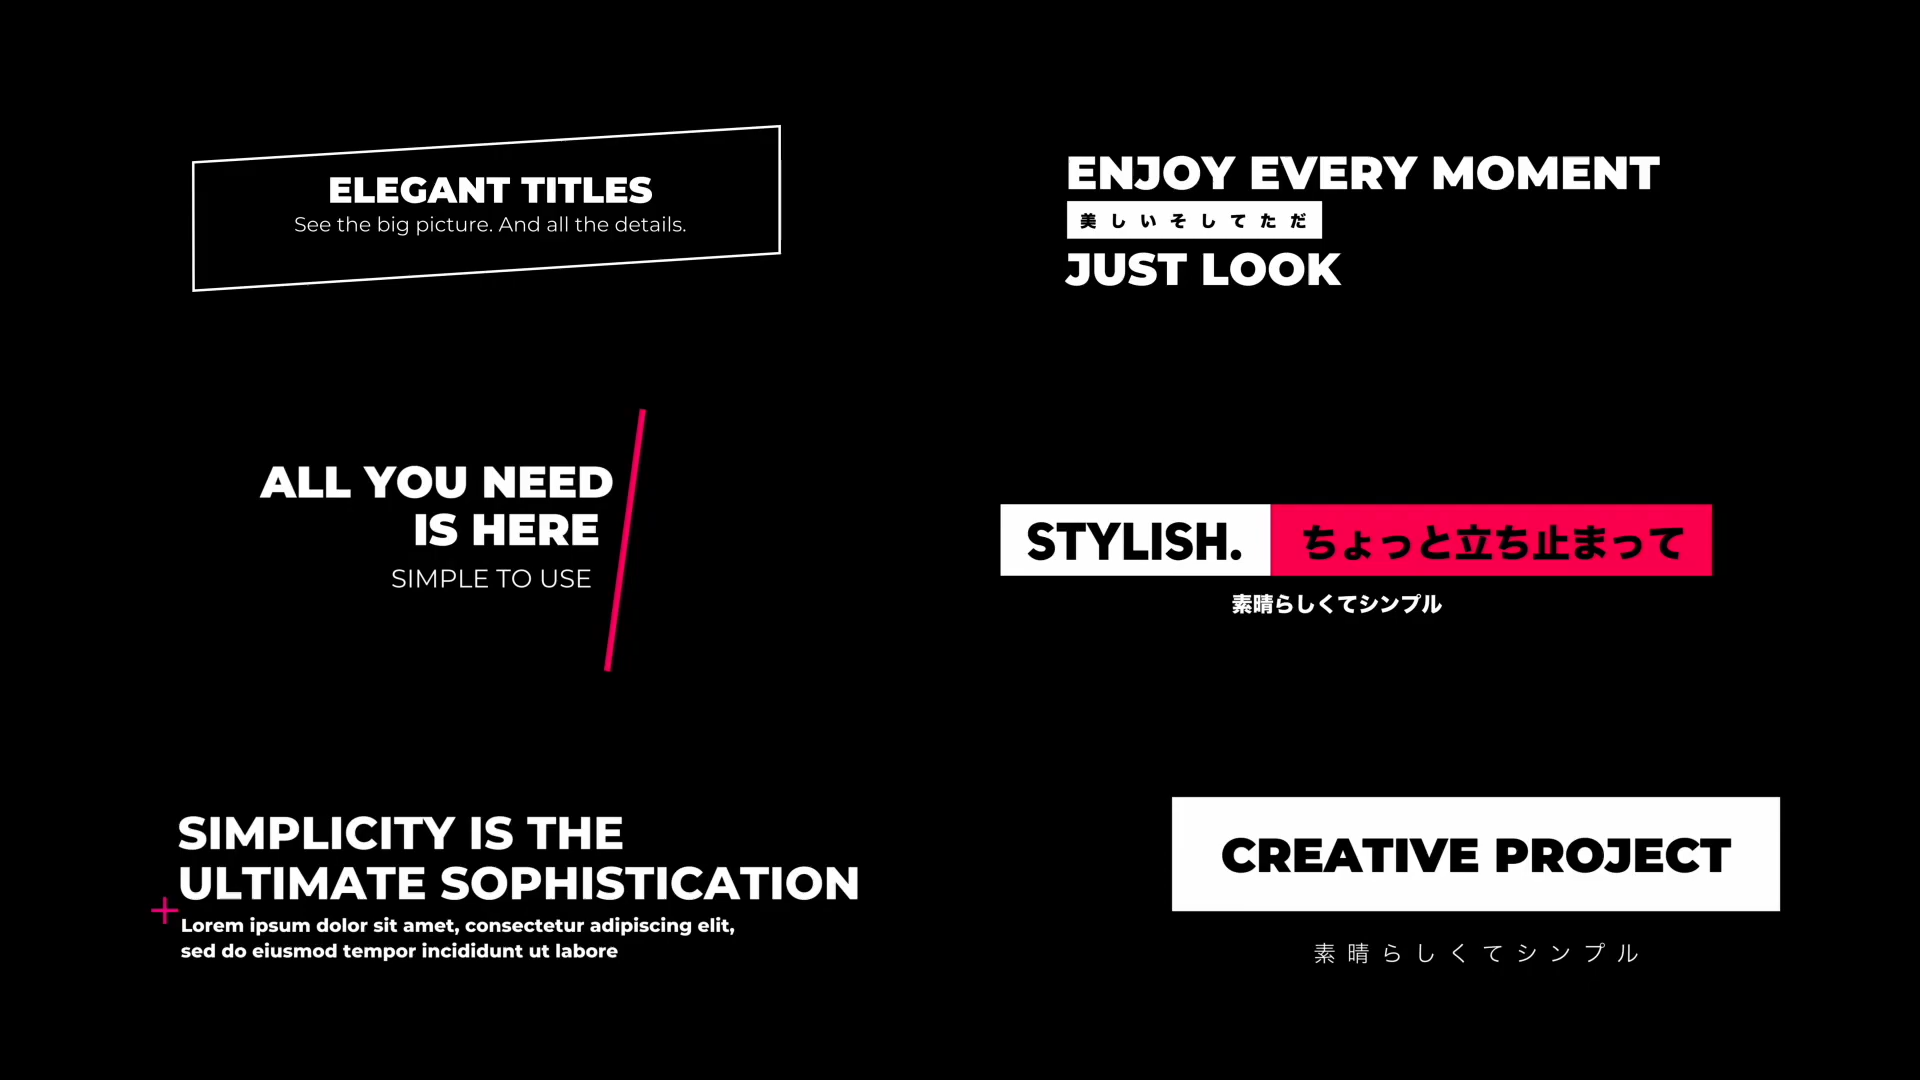 ELEGANT TITLES
See the big picture. And all the details.
ENJOY EVERY MOMENT
美しいそしてただ
JUST LOOK
ALL YOU NEED
IS HERE
SIMPLE TO USE
STYLISH. ちょっと立ち止まって
素晴らしくてシンプル
SIMPLICITY IS THE
ULTIMATE SOPHISTICATION
Lorem ipsum dolor sit amet, consectetur adipiscing elit,
sed do eiusmod tempor incididunt ut labore
CREATIVE PROJECT
素晴らしくてシンプル